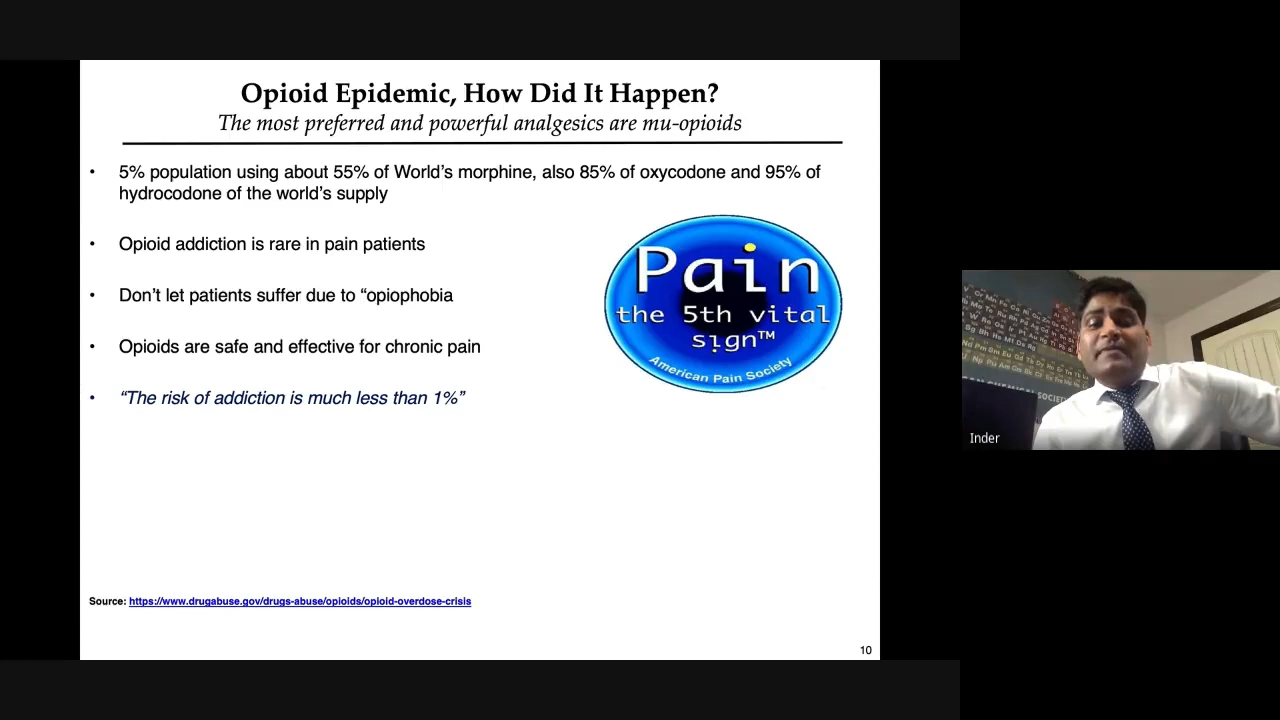 Opioid Epidemic, How Did It Happen?
The most preferred and powerful analgesics are mu-opioids
• 5% population using about 55% of World’s morphine, also 85% of oxycodone and 95% of
hydrocodone of the world’s supply
• Opioid addiction is rare in pain patients
• Don’t let patients suffer due to “opiophobia
• Opioids are safe and effective for chronic pain
• “The risk of addiction is much less than 1%”
Pain
the 5th vital
sign™
American Pain Society
Source: https://www.drugabuse.gov/drugs-abuse/opioids/opioid-overdose-crisis
10
Inder